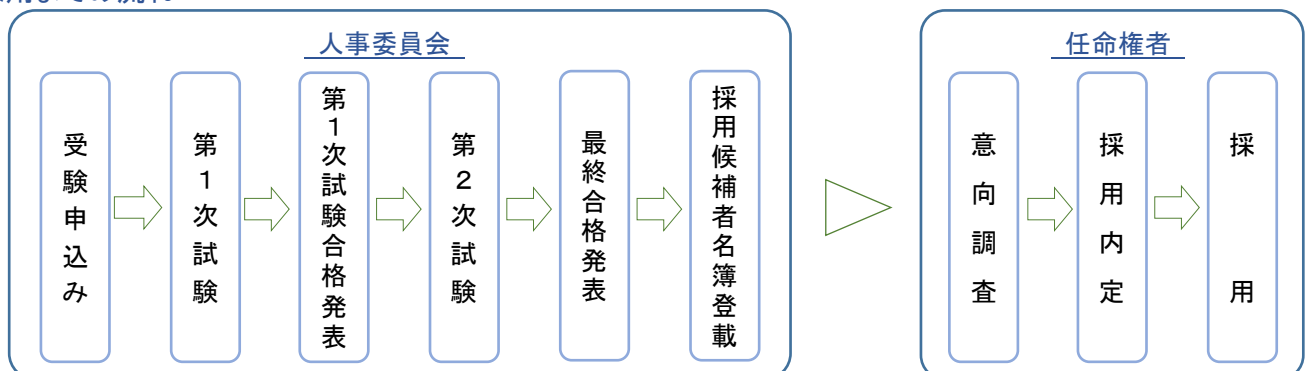 人事委員会
受験申込み
第1次試験
第1次試験合格発表
第2次試験
最終合格発表
採用候補者名簿登載
任命権者
意向調査
採用内定
採用